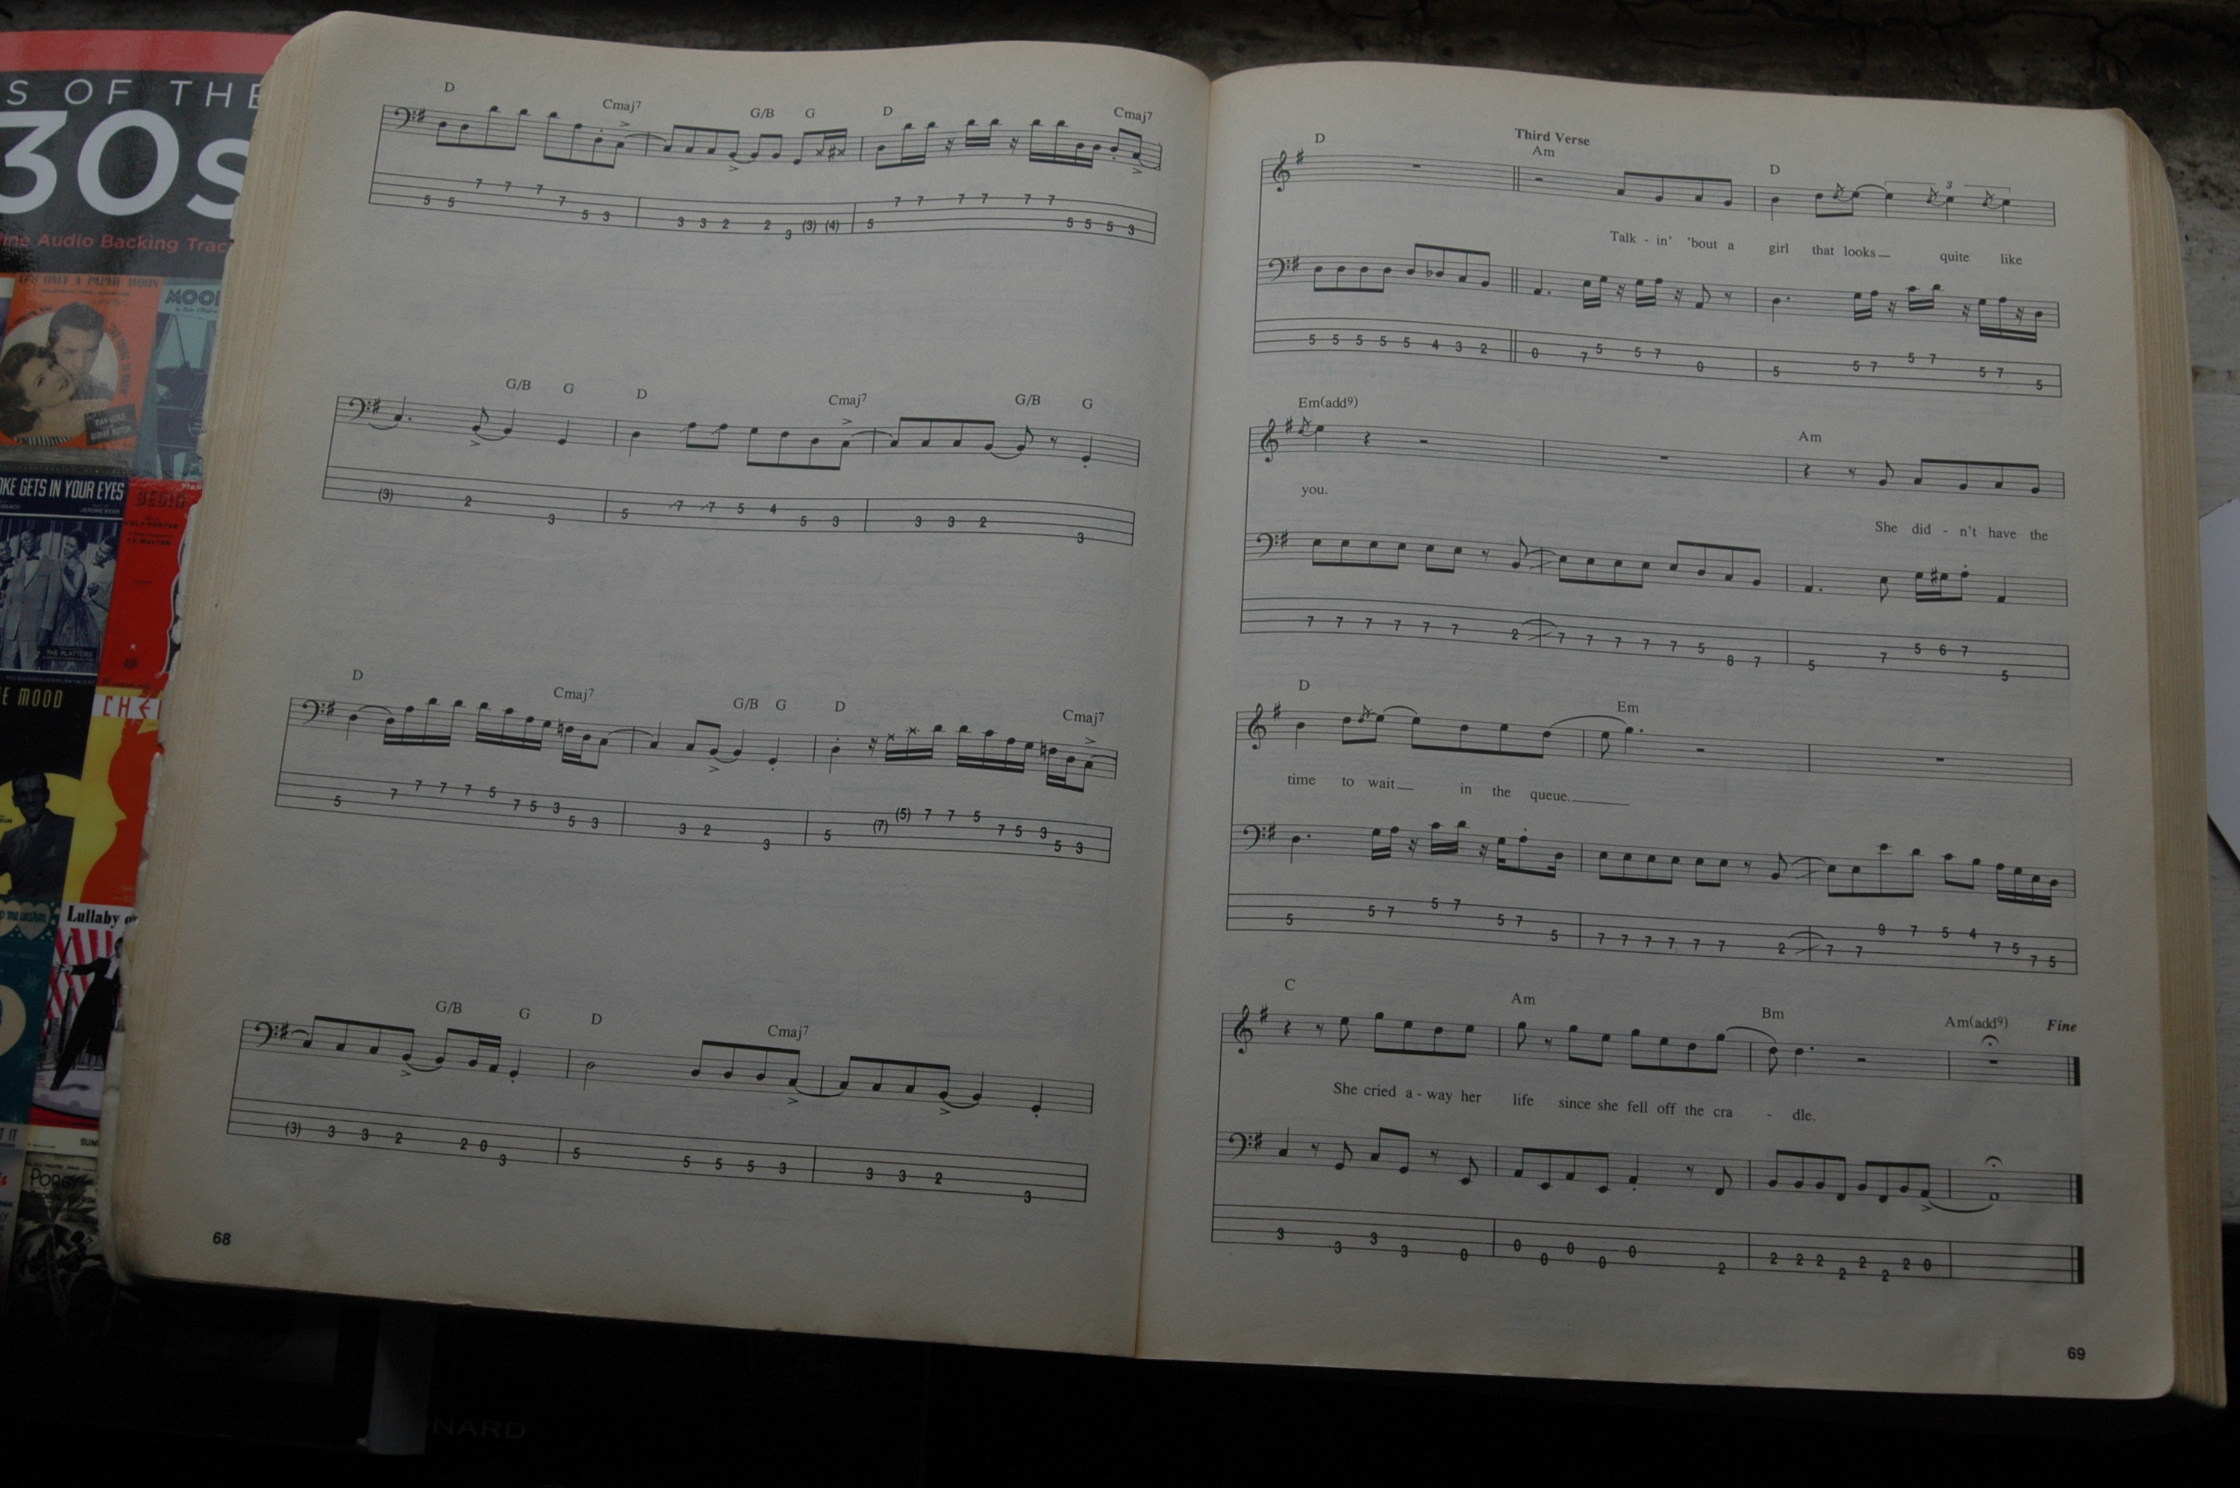 S OF THE
30s
ine Audio Backing Trac
IT'S ONLY A PAPER MOON
MOO
OKE GETS IN YOUR EYES
THE PLATTERS
E MOOD
CHE
Lullaby o
PORGY
NARD
D Cmaj7 G/B G D Cmaj7
5 5 7 7 7 7 5 3 3 3 2 2 3 (3) (4) 5 7 7 7 7 7 7 5 5 5 3
G/B G D Cmaj7 G/B G
(3) 2 3 5 7 7 5 4 5 3 3 3 2 3
D Cmaj7 G/B G D Cmaj7
5 7 7 7 7 5 7 5 3 5 3 3 2 3 5 (7) (5) 7 7 5 7 5 3 5 3
G/B G D Cmaj7
(3) 3 3 2 2 0 3 5 5 5 5 3 3 3 2 3
68
Third Verse
D Am D
3
Talk - in' 'bout a girl that looks quite like
5 5 5 5 5 4 3 2 0 7 5 5 7 0 5 5 7 5 7 5 7 5
Em(add9) Am
you. She did - n't have the
7 7 7 7 7 7 2 7 7 7 7 7 5 8 7 5 7 5 6 7 5
D Em
time to wait in the queue.
5 5 7 5 7 5 7 5 7 7 7 7 7 7 2 7 7 9 7 5 4 7 5 7 5
C Am Bm Am(add9) Fine
She cried a - way her life since she fell off the cra - dle.
3 3 3 3 0 0 0 0 0 0 2 2 2 2 2 2 2 2 0
69